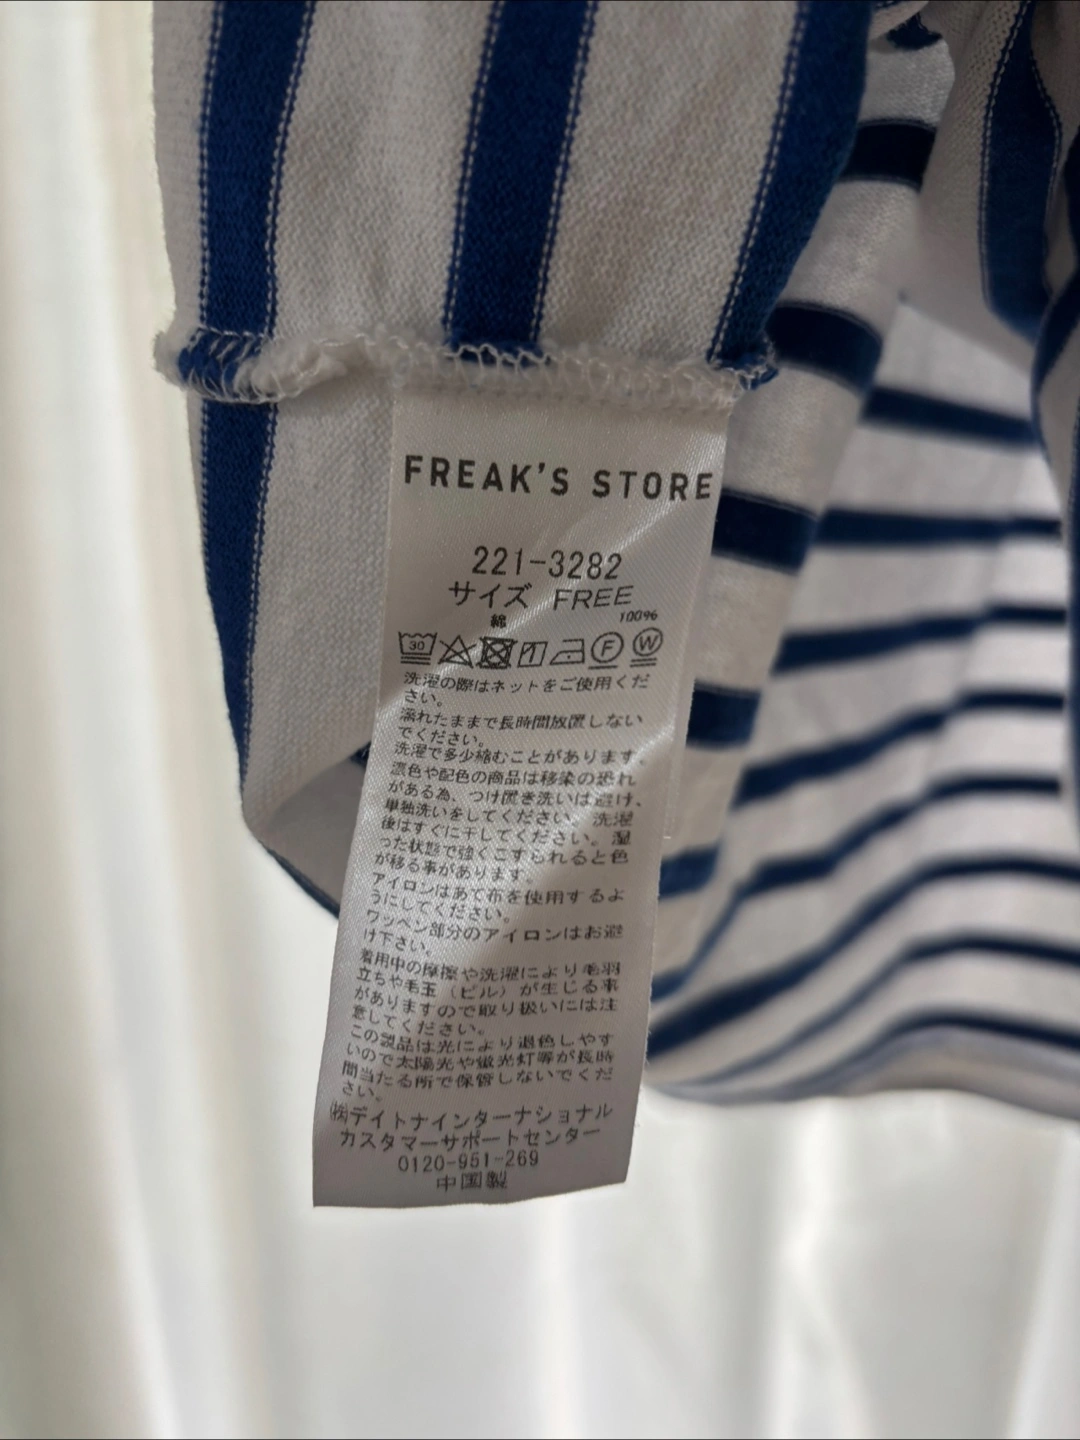 FREAK'S STORE
221-3282
サイズ FREE
綿 100%
30 F W
洗濯の際はネットをご使用くだ
さい。
濡れたままで長時間放置しない
でください。
洗濯で多少縮むことがあります。
濃色や配色の商品は移染の恐れ
がある為、つけ置き洗いは避け、
単独洗いをしてください。洗濯
後はすぐに干してください。湿
った状態で強くこすられると色
が移る事があります。
アイロンはあて布を使用するよ
うにしてください。
ワッペン部分のアイロンはお避
け下さい。
着用中の摩擦や洗濯により毛羽
立ちや毛玉（ピル）が生じる事
がありますので取り扱いには注
意してください。
この製品は光により退色しやす
いので太陽光や蛍光灯等が長時
間当たる所で保管しないでくだ
さい。
㈱デイトナインターナショナル
カスタマーサポートセンター
0120-951-269
中国製